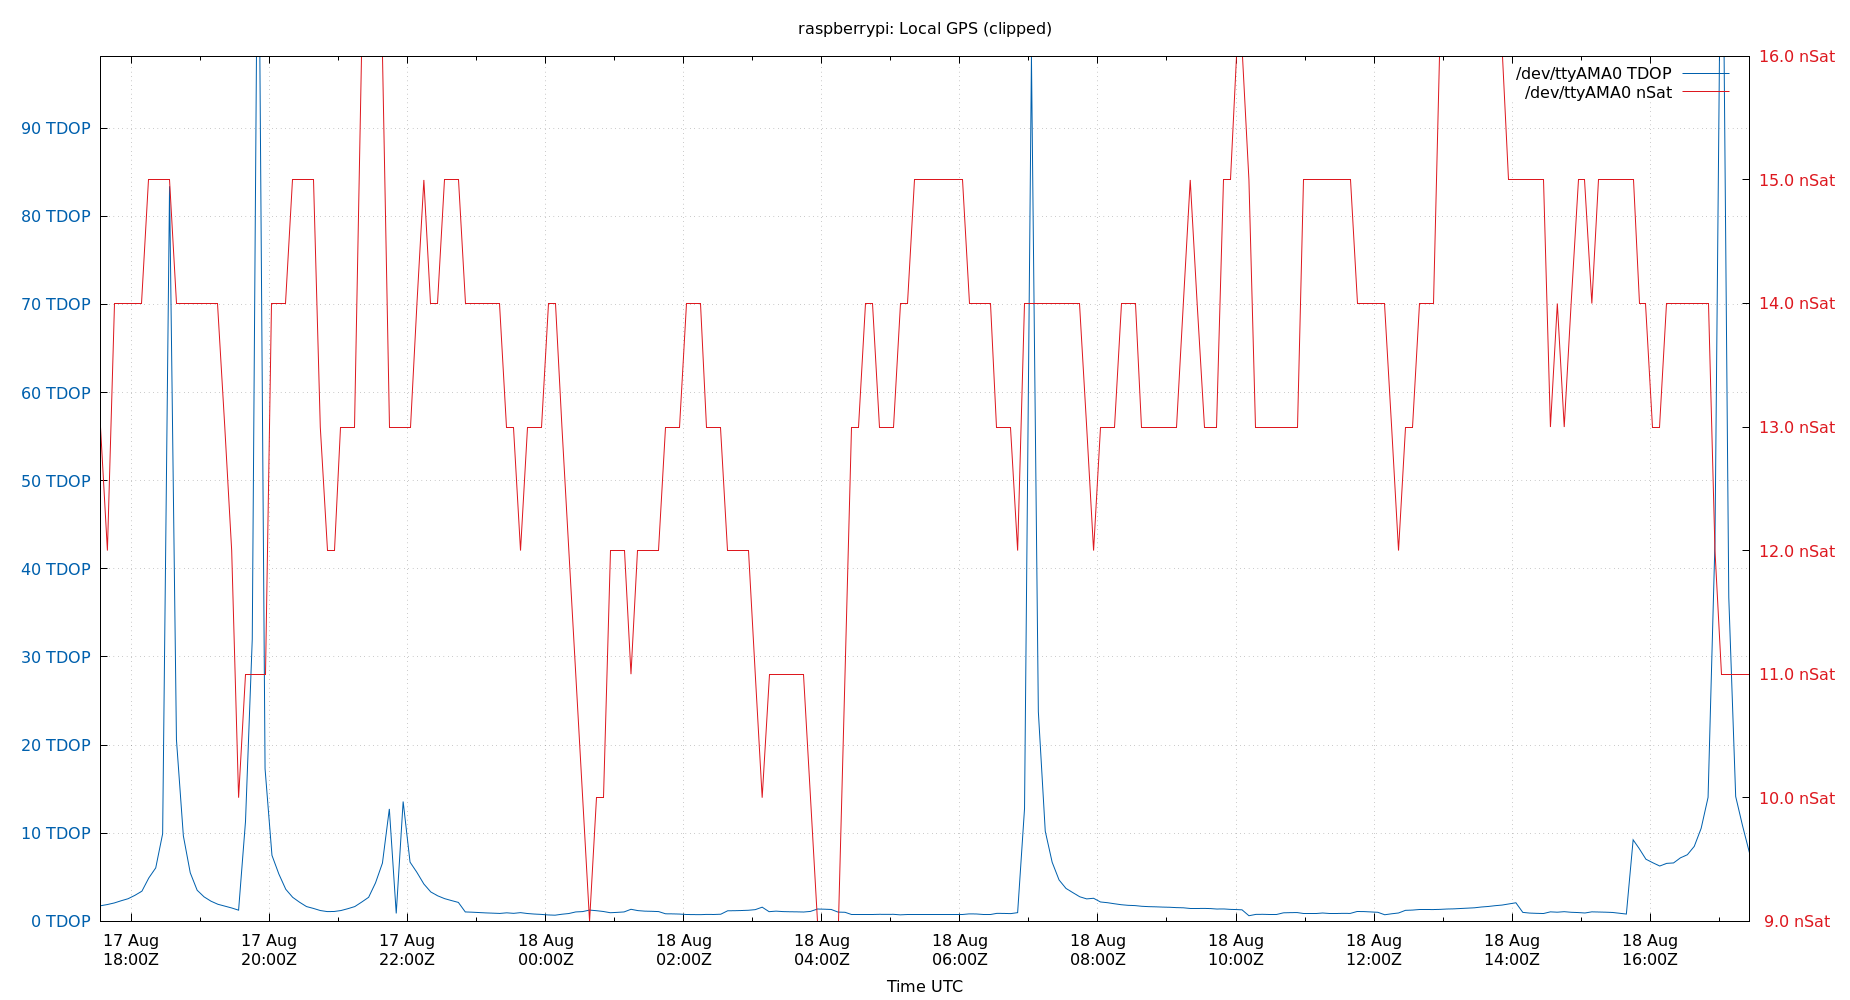 raspberrypi: Local GPS (clipped)
/dev/ttyAMA0 TDOP
/dev/ttyAMA0 nSat
90 TDOP
80 TDOP
70 TDOP
60 TDOP
50 TDOP
40 TDOP
30 TDOP
20 TDOP
10 TDOP
0 TDOP
16.0 nSat
15.0 nSat
14.0 nSat
13.0 nSat
12.0 nSat
11.0 nSat
10.0 nSat
9.0 nSat
17 Aug
18:00Z
17 Aug
20:00Z
17 Aug
22:00Z
18 Aug
00:00Z
18 Aug
02:00Z
18 Aug
04:00Z
18 Aug
06:00Z
18 Aug
08:00Z
18 Aug
10:00Z
18 Aug
12:00Z
18 Aug
14:00Z
18 Aug
16:00Z
Time UTC